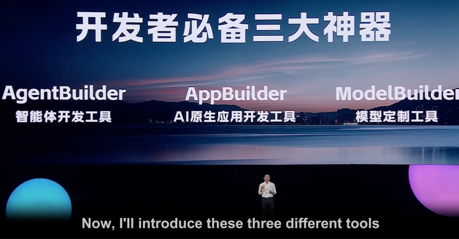 开发者必备三大神器
AgentBuilder
智能体开发工具
AppBuilder
AI原生应用开发工具
ModelBuilder
模型定制工具
Now, I'll introduce these three different tools